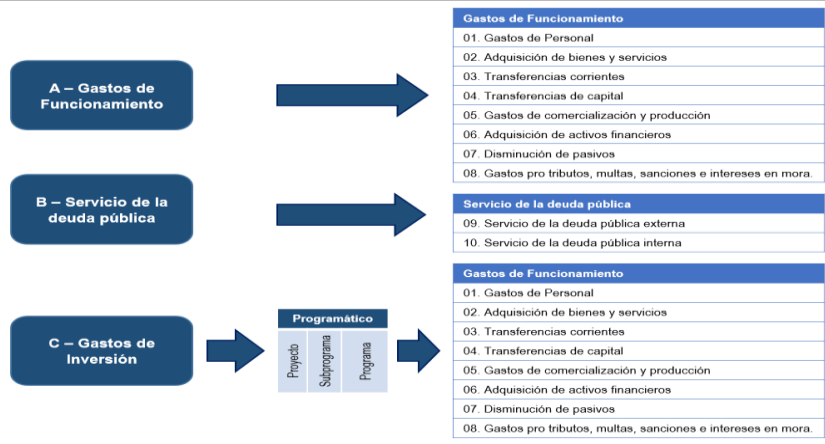 A – Gastos de
Funcionamiento
Gastos de Funcionamiento
01. Gastos de Personal
02. Adquisición de bienes y servicios
03. Transferencias corrientes
04. Transferencias de capital
05. Gastos de comercialización y producción
06. Adquisición de activos financieros
07. Disminución de pasivos
08. Gastos pro tributos, multas, sanciones e intereses en mora.
B – Servicio de la
deuda pública
Servicio de la deuda pública
09. Servicio de la deuda pública externa
10. Servicio de la deuda pública interna
C – Gastos de
Inversión
Programático
Proyecto
Subprograma
Programa
Gastos de Funcionamiento
01. Gastos de Personal
02. Adquisición de bienes y servicios
03. Transferencias corrientes
04. Transferencias de capital
05. Gastos de comercialización y producción
06. Adquisición de activos financieros
07. Disminución de pasivos
08. Gastos pro tributos, multas, sanciones e intereses en mora.